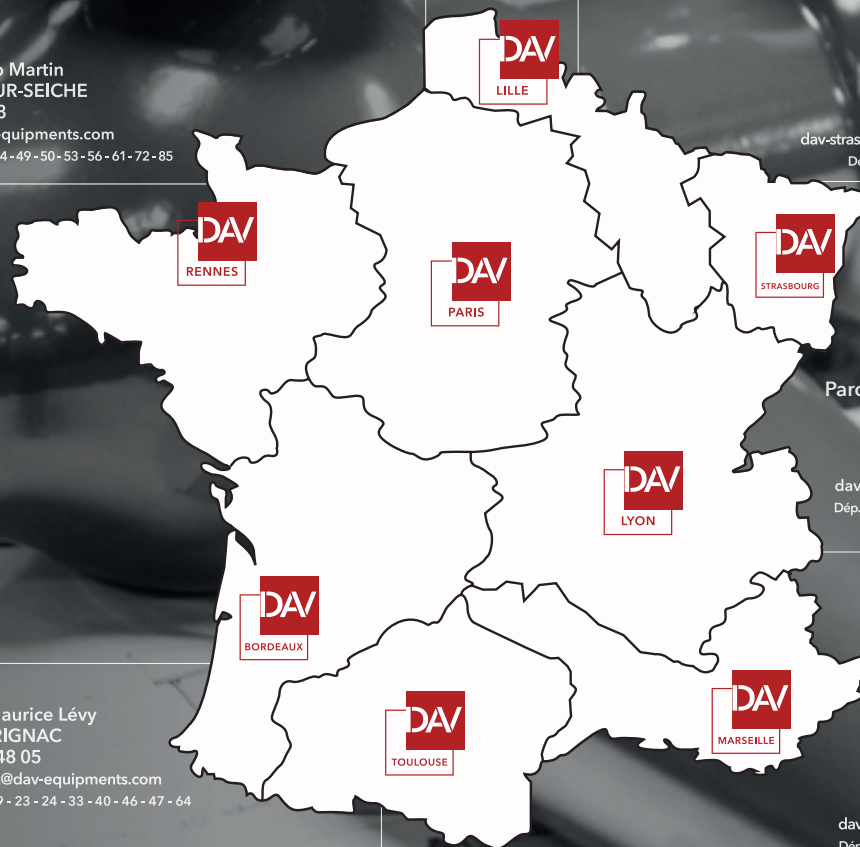 DAV
LILLE
Martin
UR-SEICHE
equipments.com
49-50-53-56-61-72-85
dav-stras
DAV
RENNES
DAV
PARIS
DAV
STRASBOURG
Parc
DAV
LYON
dav
Dép.
DAV
BORDEAUX
DAV
TOULOUSE
DAV
MARSEILLE
aurice Lévy
RIGNAC
48 05
@dav-equipments.com
9 - 23 - 24 - 33 - 40 - 46 - 47 - 64
dav